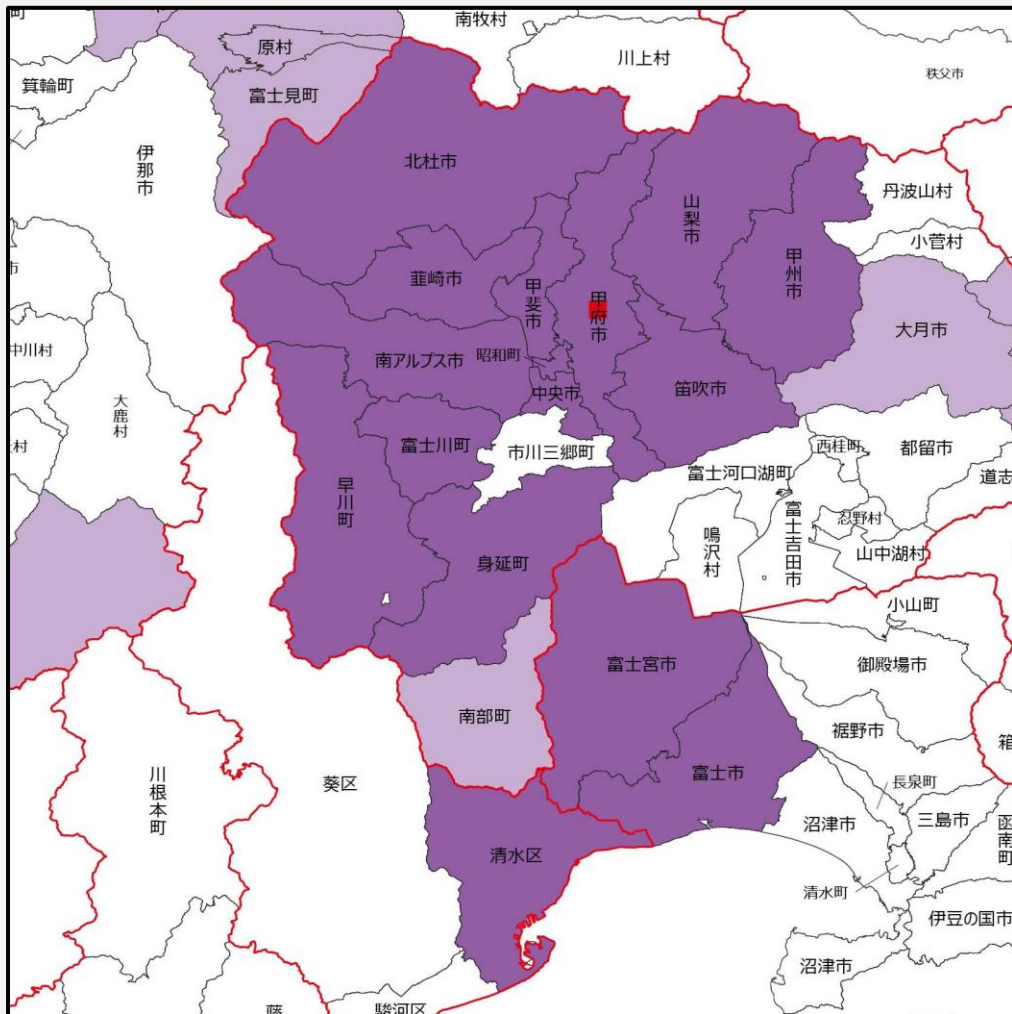 南牧村
原村
川上村
秩父市
箕輪町
富士見町
伊那市
北杜市
丹波山村
山梨市
小菅村
甲州市
韮崎市
甲斐市
甲府市
大月市
中川村
南アルプス市
昭和町
大鹿村
中央市
笛吹市
富士川町
市川三郷町
西桂町
都留市
富士河口湖町
道志
早川町
忍野村
富士吉田市
鳴沢村
山中湖村
身延町
小山町
富士宮市
御殿場市
南部町
裾野市
川根本町
葵区
富士市
長泉町
沼津市
三島市
函南町
清水区
清水町
伊豆の国市
沼津市
駿河区